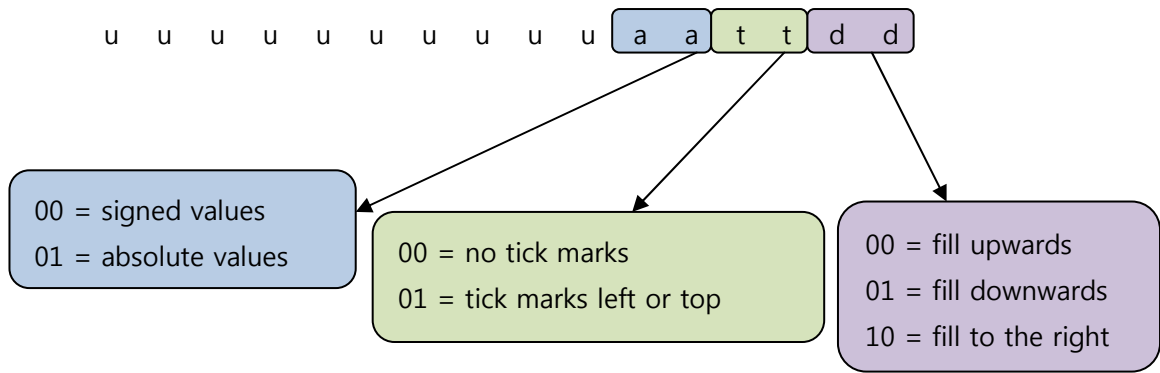 u u u u u u u u u u a a t t d d
00 = signed values
01 = absolute values
00 = no tick marks
01 = tick marks left or top
00 = fill upwards
01 = fill downwards
10 = fill to the right